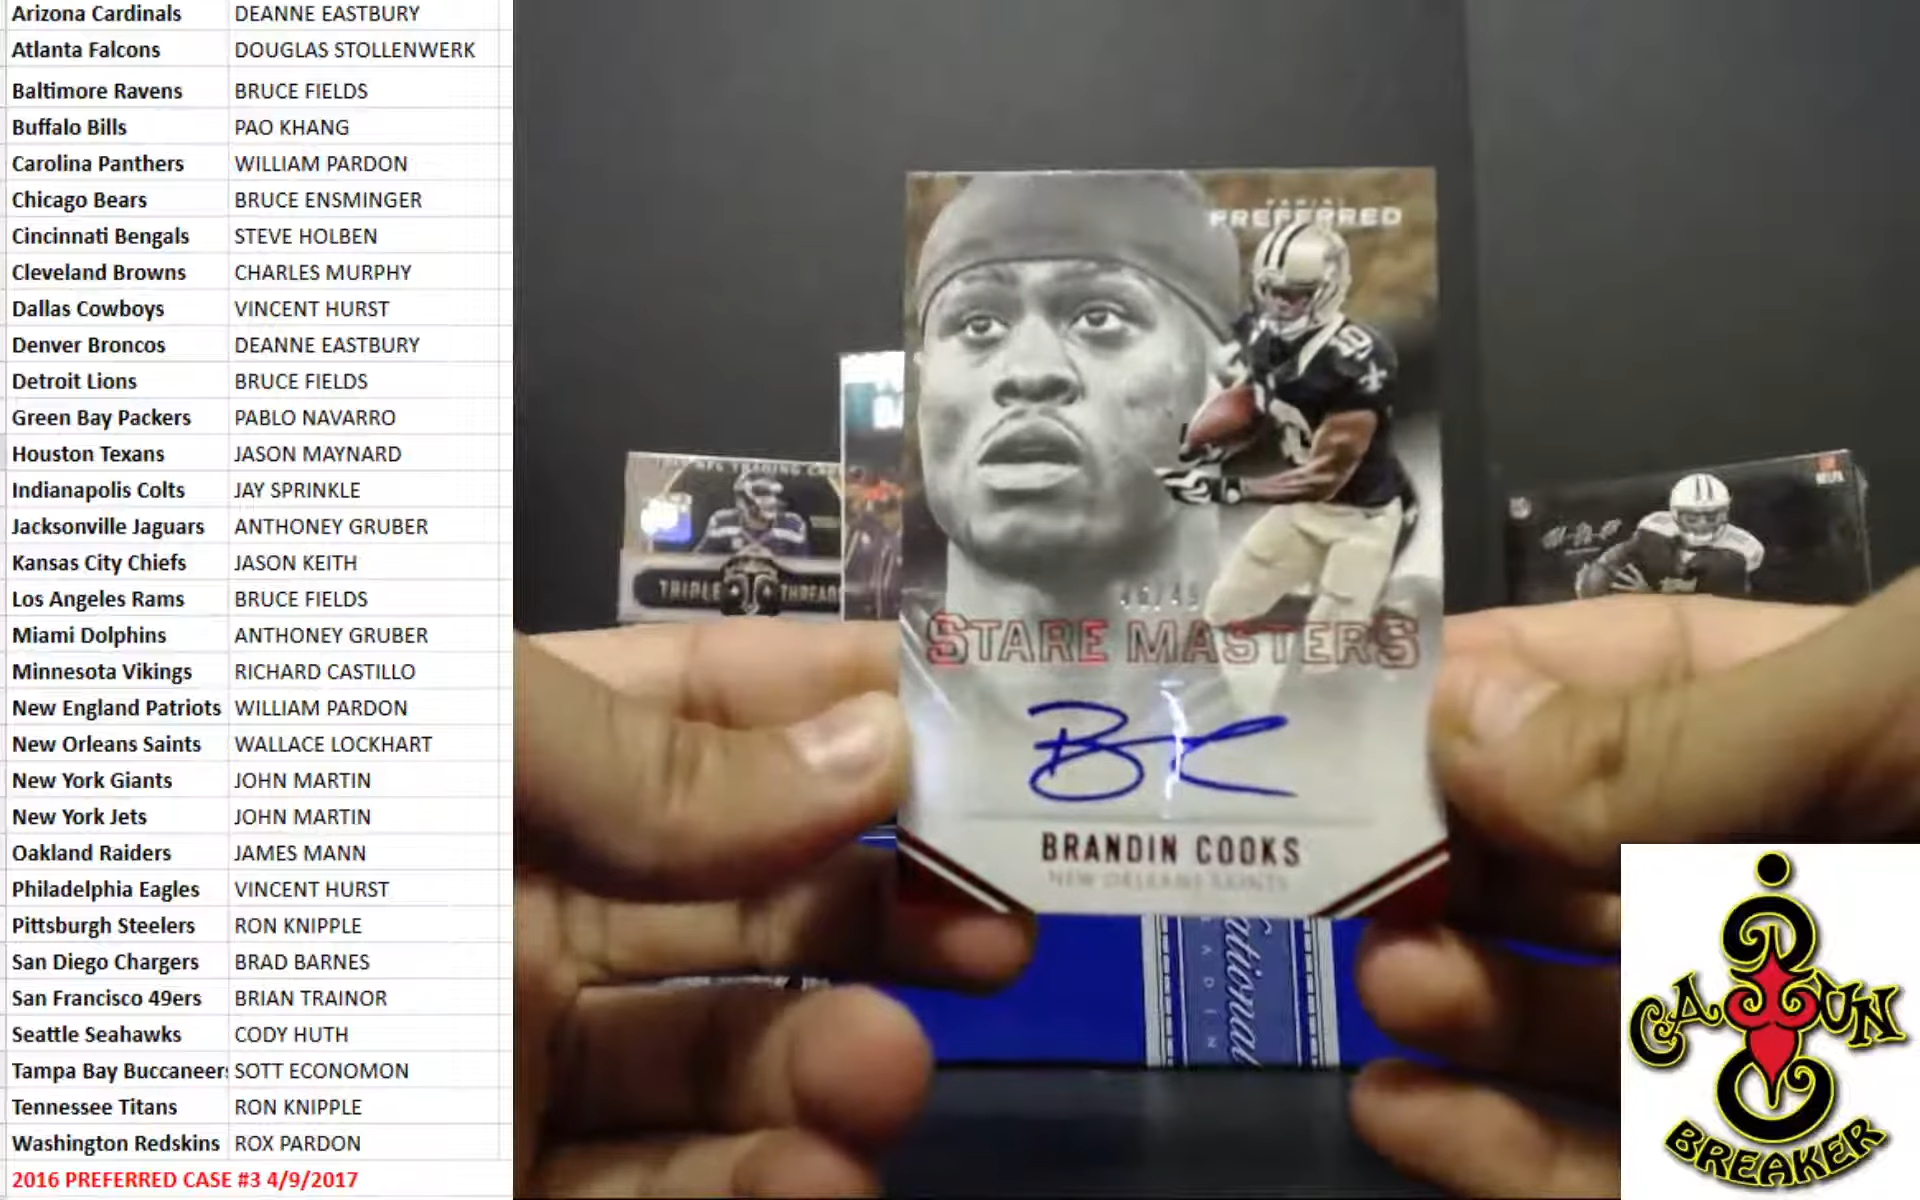 Arizona Cardinals DEANNE EASTBURY
Atlanta Falcons DOUGLAS STOLLENWERK
Baltimore Ravens BRUCE FIELDS
Buffalo Bills PAO KHANG
Carolina Panthers WILLIAM PARDON
Chicago Bears BRUCE ENSMINGER
Cincinnati Bengals STEVE HOLBEN
Cleveland Browns CHARLES MURPHY
Dallas Cowboys VINCENT HURST
Denver Broncos DEANNE EASTBURY
Detroit Lions BRUCE FIELDS
Green Bay Packers PABLO NAVARRO
Houston Texans JASON MAYNARD
Indianapolis Colts JAY SPRINKLE
Jacksonville Jaguars ANTHONEY GRUBER
Kansas City Chiefs JASON KEITH
Los Angeles Rams BRUCE FIELDS
Miami Dolphins ANTHONEY GRUBER
Minnesota Vikings RICHARD CASTILLO
New England Patriots WILLIAM PARDON
New Orleans Saints WALLACE LOCKHART
New York Giants JOHN MARTIN
New York Jets JOHN MARTIN
Oakland Raiders JAMES MANN
Philadelphia Eagles VINCENT HURST
Pittsburgh Steelers RON KNIPPLE
San Diego Chargers BRAD BARNES
San Francisco 49ers BRIAN TRAINOR
Seattle Seahawks CODY HUTH
Tampa Bay Buccaneers SOTT ECONOMON
Tennessee Titans RON KNIPPLE
Washington Redskins ROX PARDON
2016 PREFERRED CASE #3 4/9/2017
PANINI
PREFERRED
STARE MASTERS
BRANDIN COOKS
NEW ORLEANS SAINTS
TRIPLE THREADS
CAJUN
BREAKER